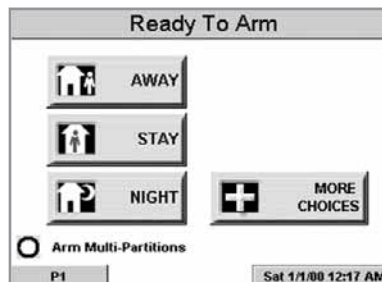 Ready To Arm
AWAY
STAY
NIGHT
MORE
CHOICES
Arm Multi-Partitions
P1
Sat 1/1/00 12:17 AM